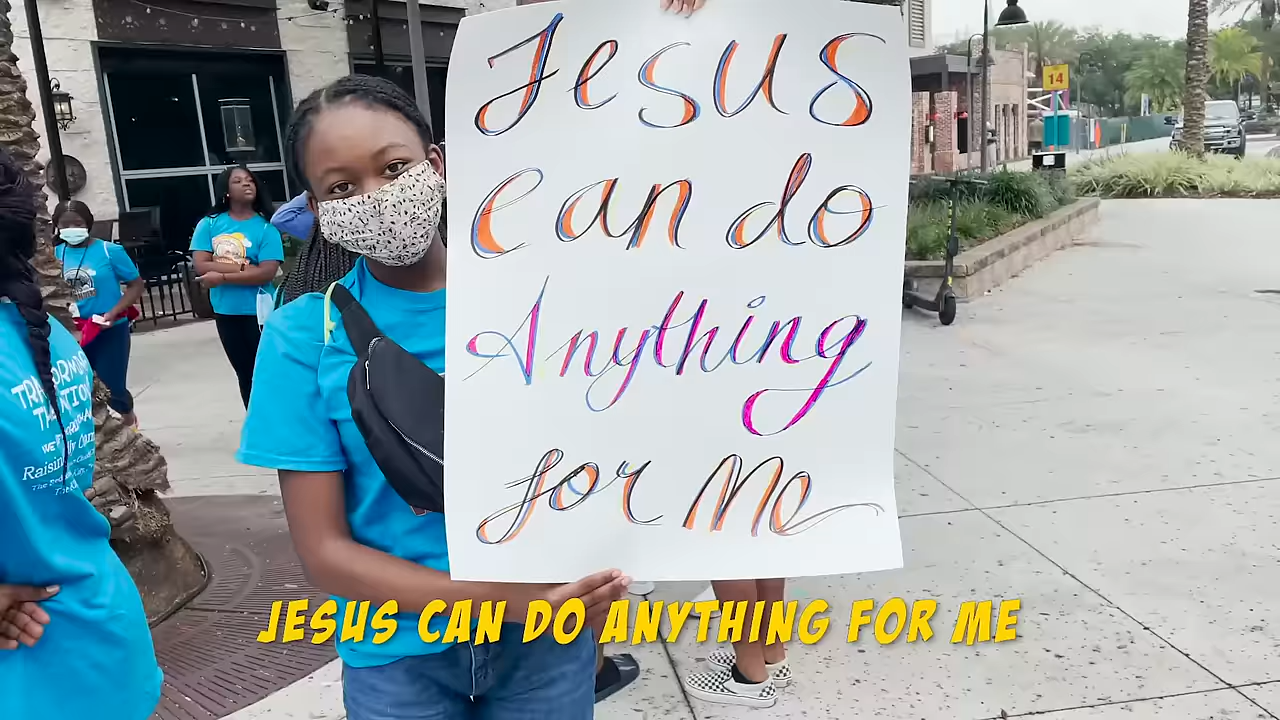 Jesus
can do
Anything
for Me
14
JESUS CAN DO ANYTHING FOR ME